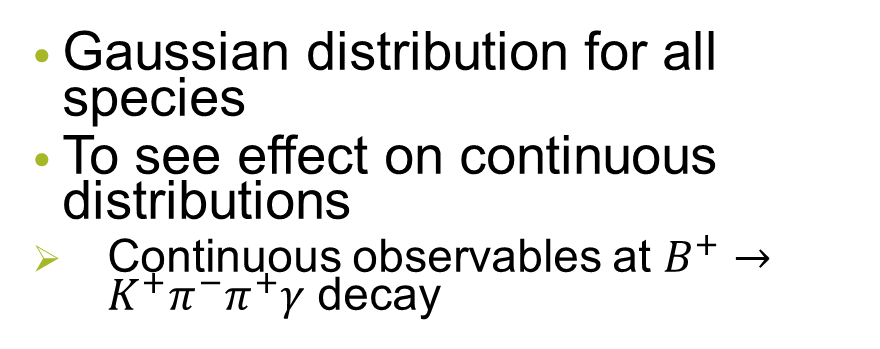 • Gaussian distribution for all
species
• To see effect on continuous
distributions
➢ Continuous observables at 𝐵⁺ →
𝐾⁺𝜋⁻𝜋⁺𝛾 decay